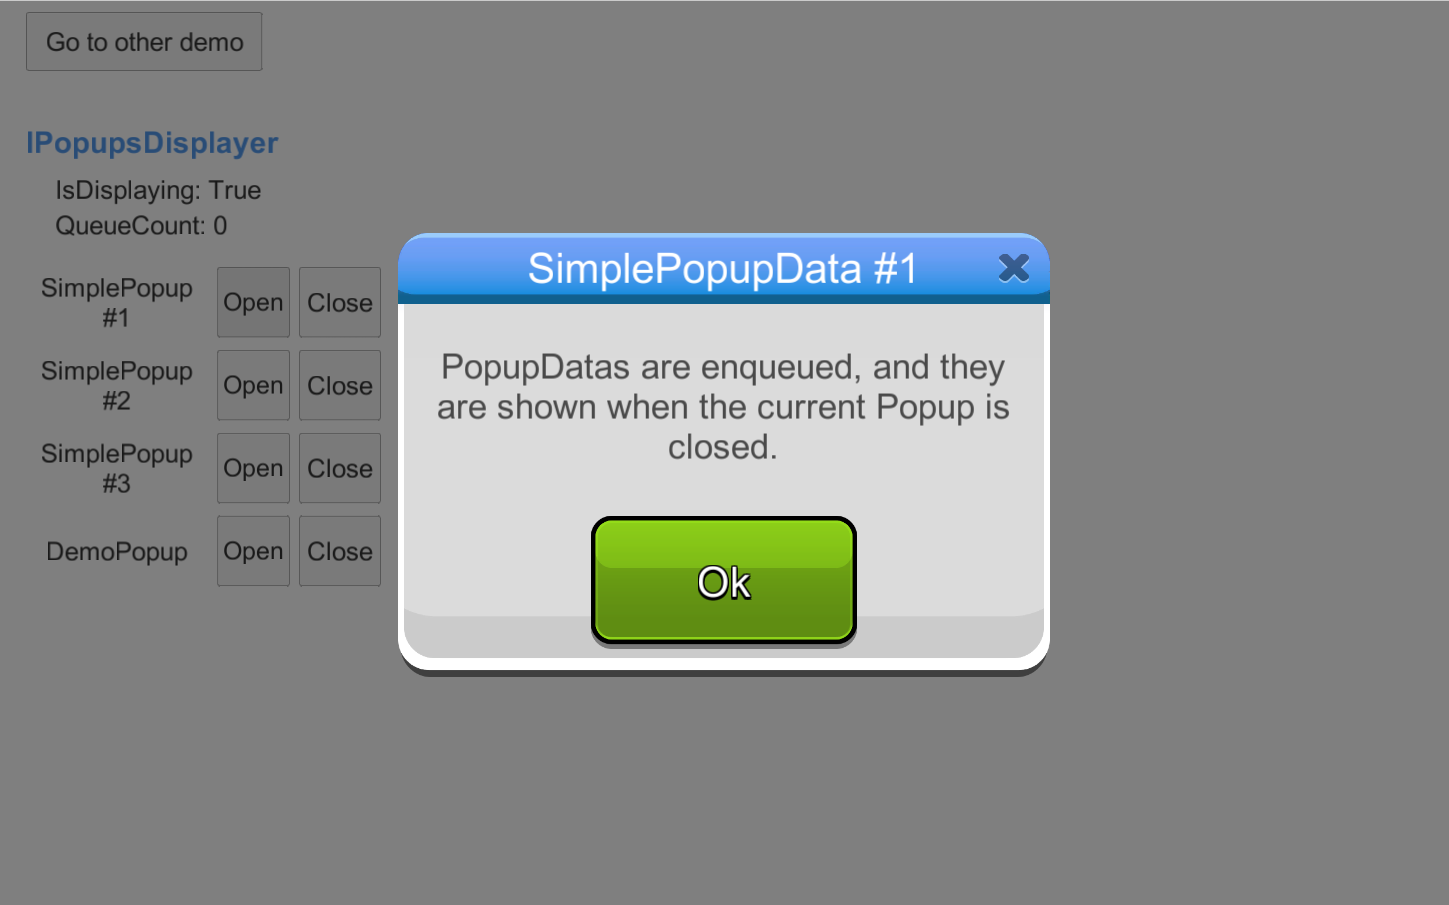 Go to other demo
IPopupsDisplayer
IsDisplaying: True
QueueCount: 0
SimplePopup
#1
Open
Close
SimplePopup
#2
Open
Close
SimplePopup
#3
Open
Close
DemoPopup
Open
Close
SimplePopupData #1
PopupDatas are enqueued, and they
are shown when the current Popup is
closed.
Ok